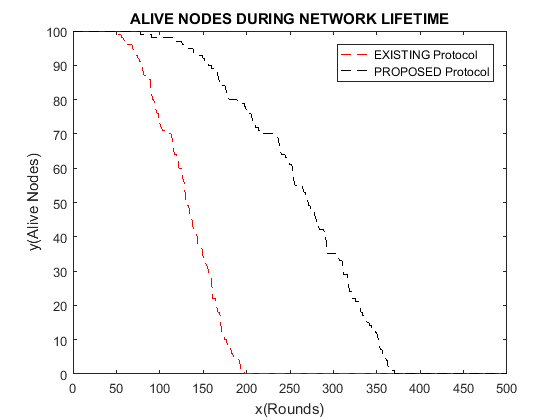 ALIVE NODES DURING NETWORK LIFETIME
EXISTING Protocol
PROPOSED Protocol
y(Alive Nodes)
100
90
80
70
60
50
40
30
20
10
0
0 50 100 150 200 250 300 350 400 450 500
x(Rounds)